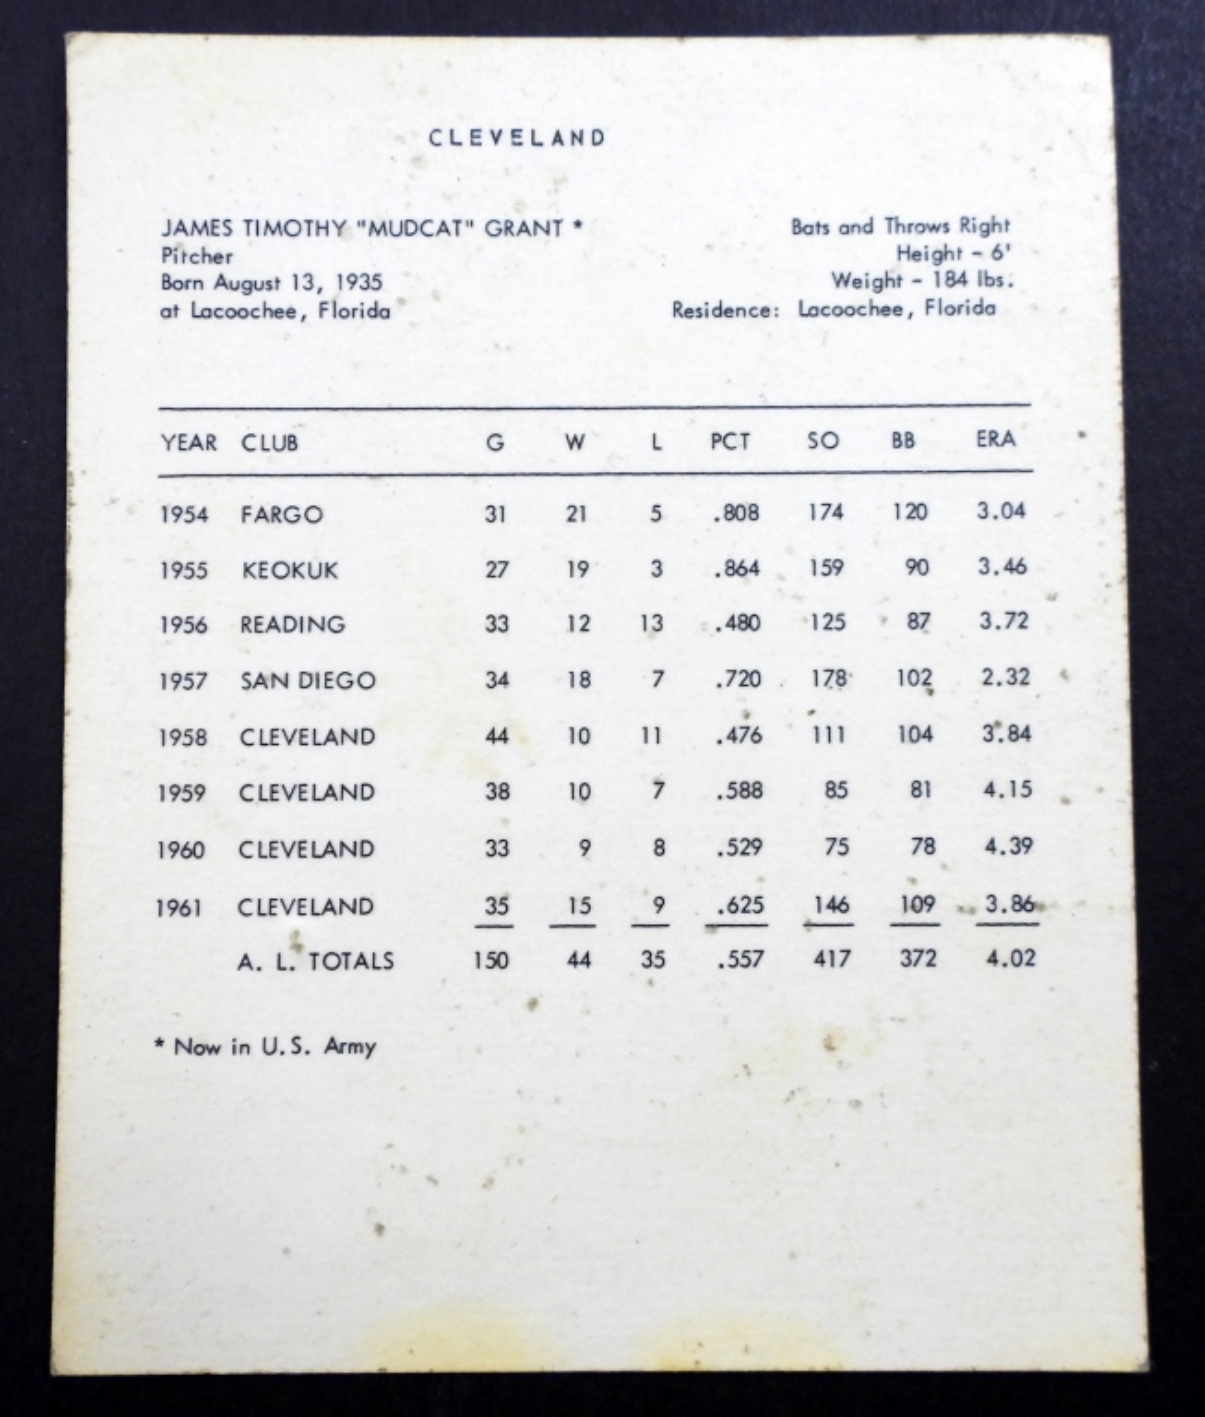 CLEVELAND
JAMES TIMOTHY "MUDCAT" GRANT * Bats and Throws Right
Pitcher Height - 6'
Born August 13, 1935 Weight - 184 lbs.
at Lacoochee, Florida Residence: Lacoochee, Florida
YEAR CLUB G W L PCT SO BB ERA
1954 FARGO 31 21 5 .808 174 120 3.04
1955 KEOKUK 27 19 3 .864 159 90 3.46
1956 READING 33 12 13 .480 125 87 3.72
1957 SAN DIEGO 34 18 7 .720 178 102 2.32
1958 CLEVELAND 44 10 11 .476 111 104 3.84
1959 CLEVELAND 38 10 7 .588 85 81 4.15
1960 CLEVELAND 33 9 8 .529 75 78 4.39
1961 CLEVELAND 35 15 9 .625 146 109 3.86
A. L. TOTALS 150 44 35 .557 417 372 4.02
* Now in U.S. Army